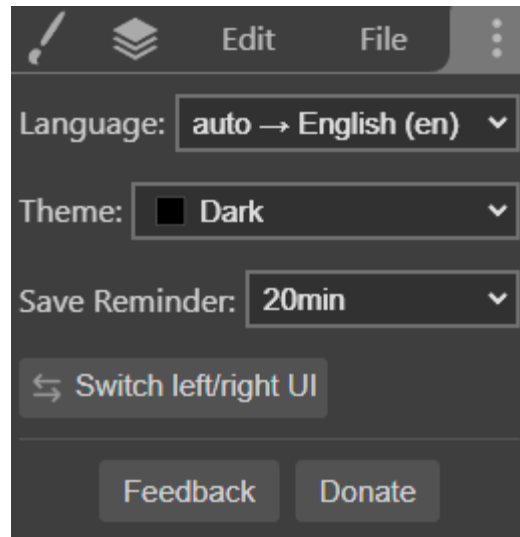 Edit File
Language: auto → English (en)
Theme: Dark
Save Reminder: 20min
Switch left/right UI
Feedback Donate